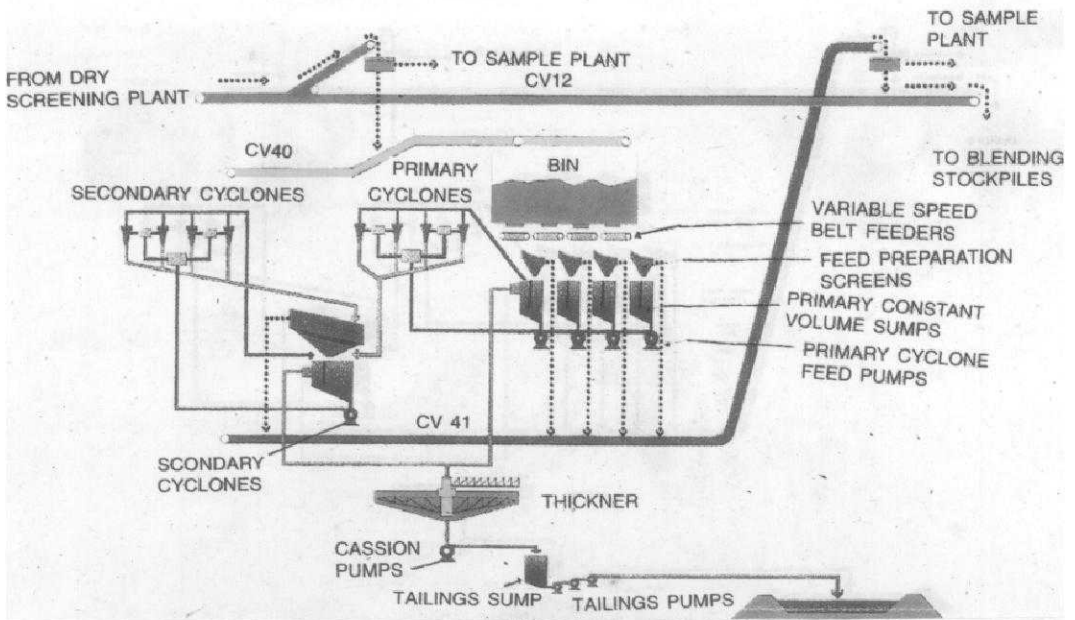 TO SAMPLE
PLANT
FROM DRY
SCREENING PLANT
TO SAMPLE PLANT
CV12
CV40
PRIMARY
CYCLONES
BIN
TO BLENDING
STOCKPILES
SECONDARY CYCLONES
VARIABLE SPEED
BELT FEEDERS
FEED PREPARATION
SCREENS
PRIMARY CONSTANT
VOLUME SUMPS
PRIMARY CYCLONE
FEED PUMPS
CV 41
SCONDARY
CYCLONES
THICKNER
CASSION
PUMPS
TAILINGS SUMP
TAILINGS PUMPS